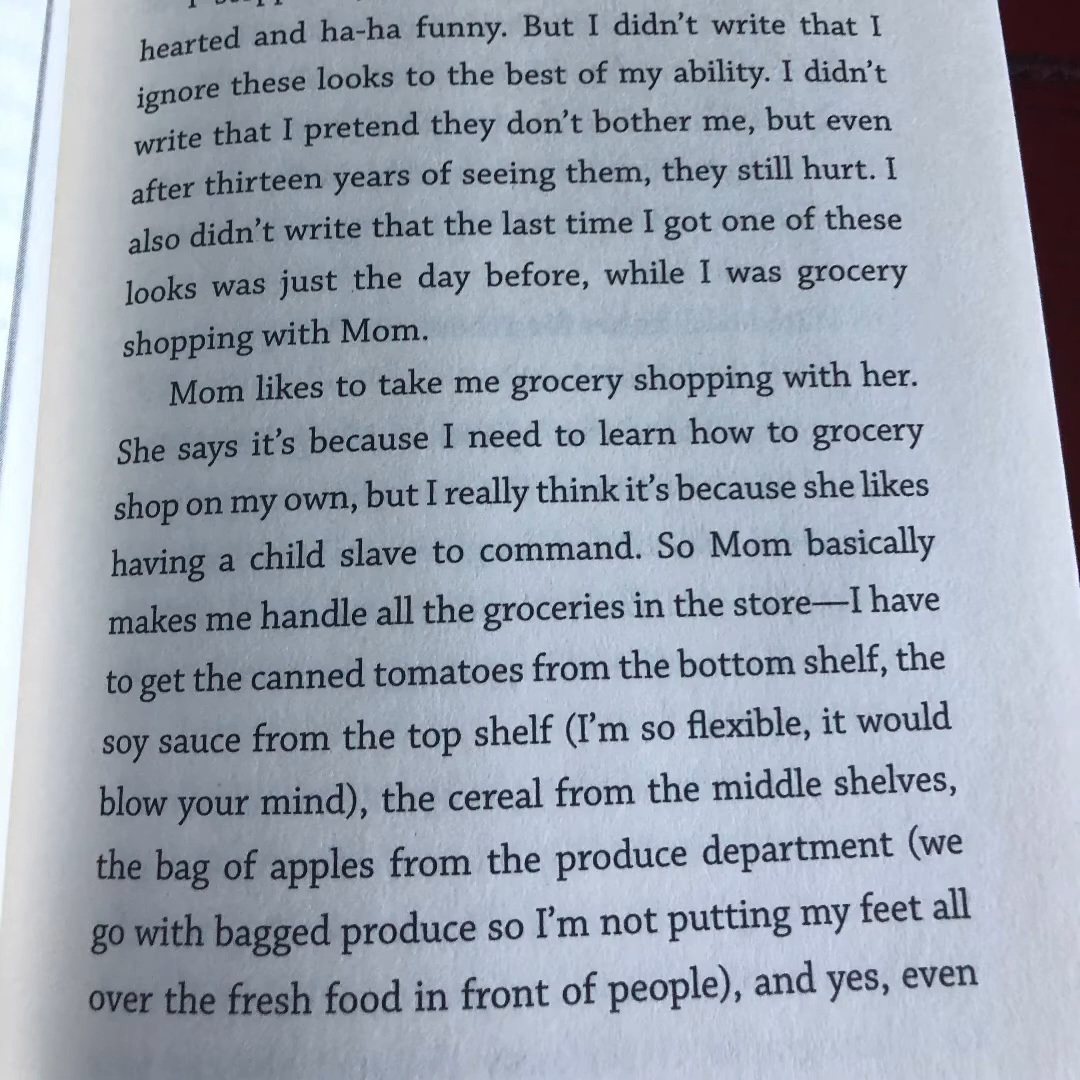 hearted and ha-ha funny. But I didn’t write that I
ignore these looks to the best of my ability. I didn’t
write that I pretend they don’t bother me, but even
after thirteen years of seeing them, they still hurt. I
also didn’t write that the last time I got one of these
looks was just the day before, while I was grocery
shopping with Mom.
Mom likes to take me grocery shopping with her.
She says it’s because I need to learn how to grocery
shop on my own, but I really think it’s because she likes
having a child slave to command. So Mom basically
makes me handle all the groceries in the store—I have
to get the canned tomatoes from the bottom shelf, the
soy sauce from the top shelf (I’m so flexible, it would
blow your mind), the cereal from the middle shelves,
the bag of apples from the produce department (we
go with bagged produce so I’m not putting my feet all
over the fresh food in front of people), and yes, even